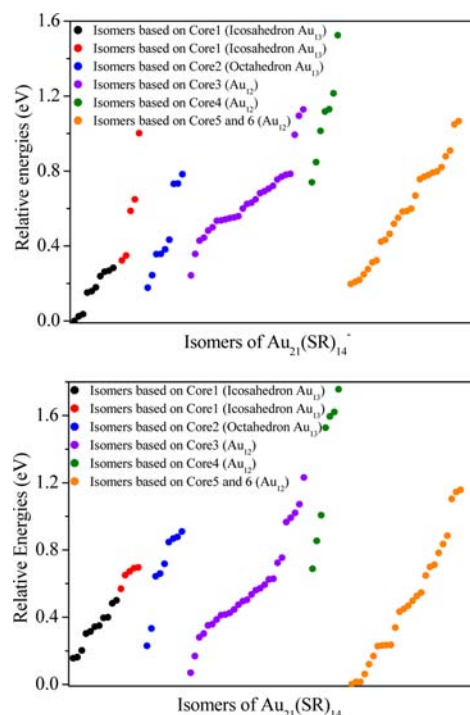 Isomers based on Core1 (Icosahedron Au13)
Isomers based on Core1 (Icosahedron Au13)
Isomers based on Core2 (Octahedron Au13)
Isomers based on Core3 (Au12)
Isomers based on Core4 (Au12)
Isomers based on Core5 and 6 (Au12)
Relative energies (eV)
1.6
1.2
0.8
0.4
0.0
Isomers of Au21(SR)14-
Isomers based on Core1 (Icosahedron Au13)
Isomers based on Core1 (Icosahedron Au13)
Isomers based on Core2 (Octahedron Au13)
Isomers based on Core3 (Au12)
Isomers based on Core4 (Au12)
Isomers based on Core5 and 6 (Au12)
Relative Energies (eV)
1.6
1.2
0.8
0.4
0.0
Isomers of Au21(SR)14